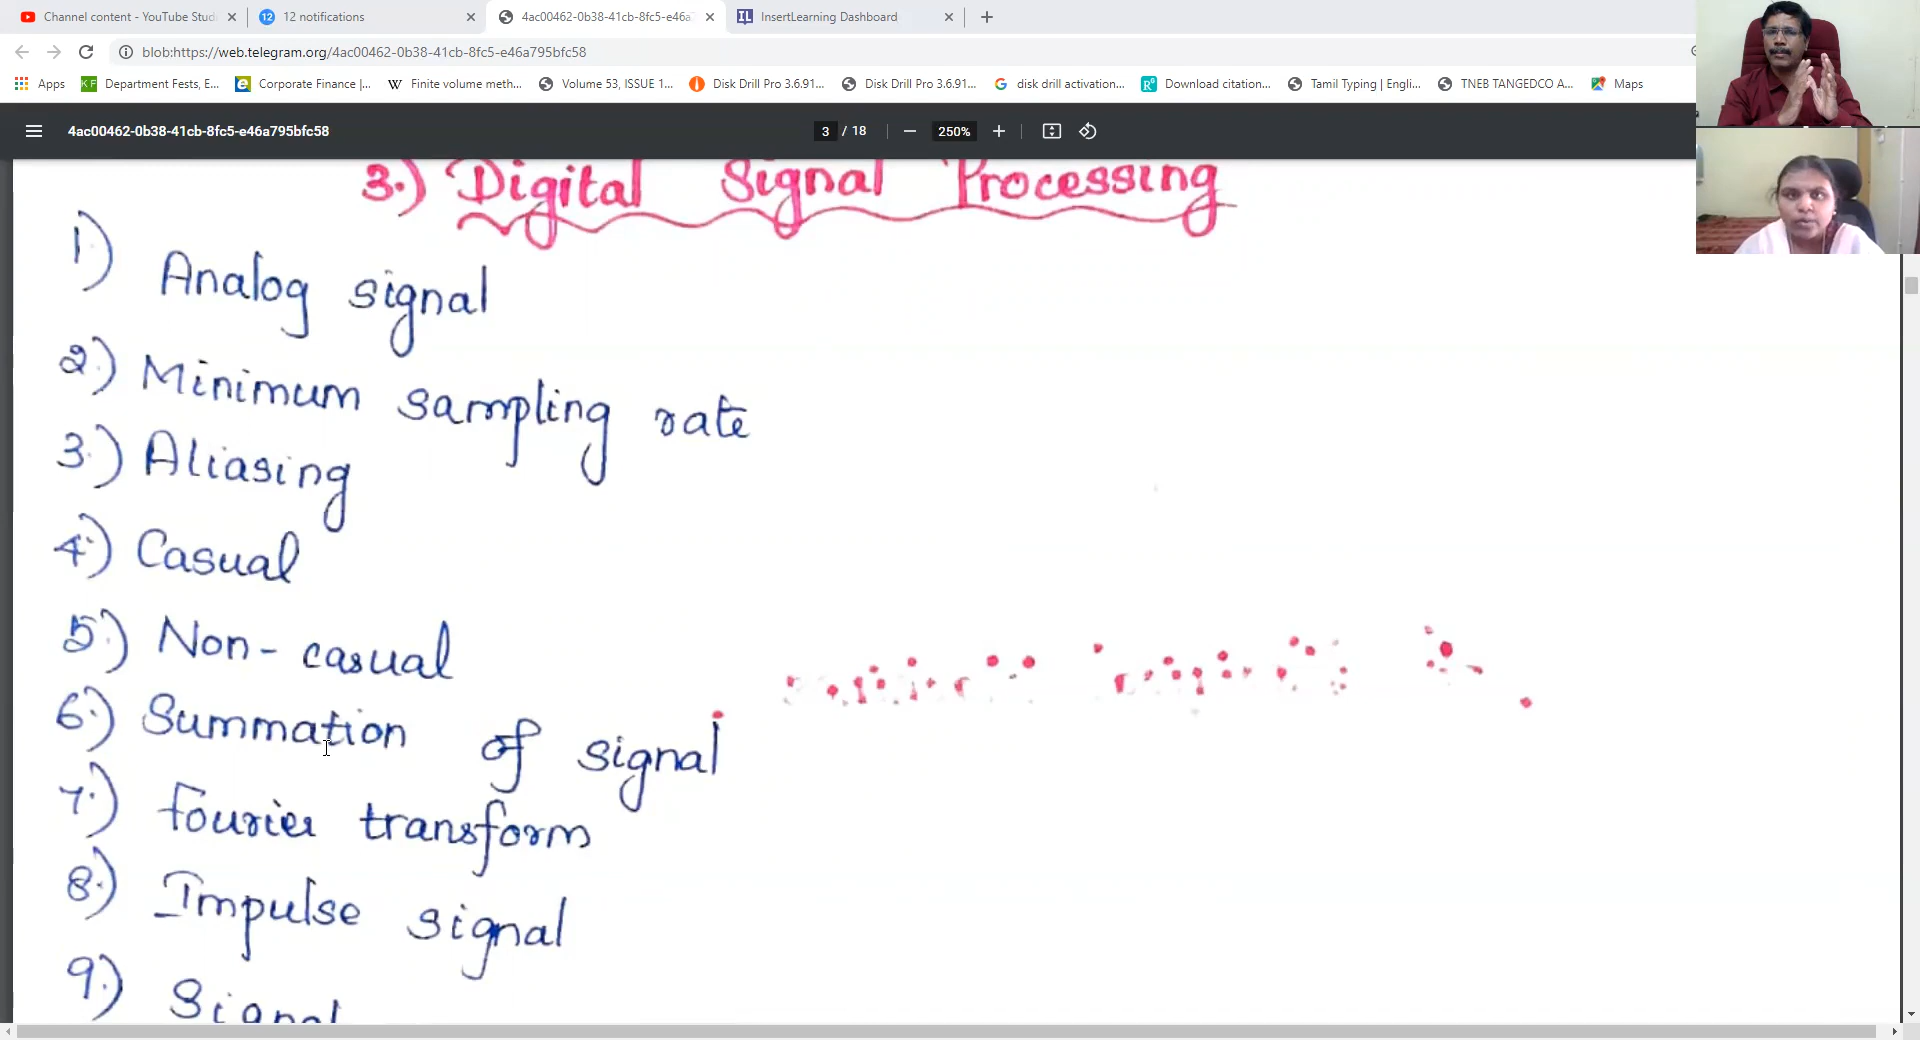 Channel content - YouTube Stud
12 notifications
4ac00462-0b38-41cb-8fc5-e46a7
InsertLearning Dashboard
blob:https://web.telegram.org/4ac00462-0b38-41cb-8fc5-e46a795bfc58
Apps
Department Fests, E...
Corporate Finance |...
Finite volume meth...
Volume 53, ISSUE 1...
Disk Drill Pro 3.6.91...
Disk Drill Pro 3.6.91...
disk drill activation...
Download citation...
Tamil Typing | Engli...
TNEB TANGEDCO A...
Maps
4ac00462-0b38-41cb-8fc5-e46a795bfc58
3 / 18
250%
3.) Digital Signal Processing
1) Analog signal
2.) Minimum sampling rate
3.) Aliasing
4.) Casual
5.) Non-casual
6.) Summation of signal
7.) Fourier transform
8.) Impulse signal
9.) Signal